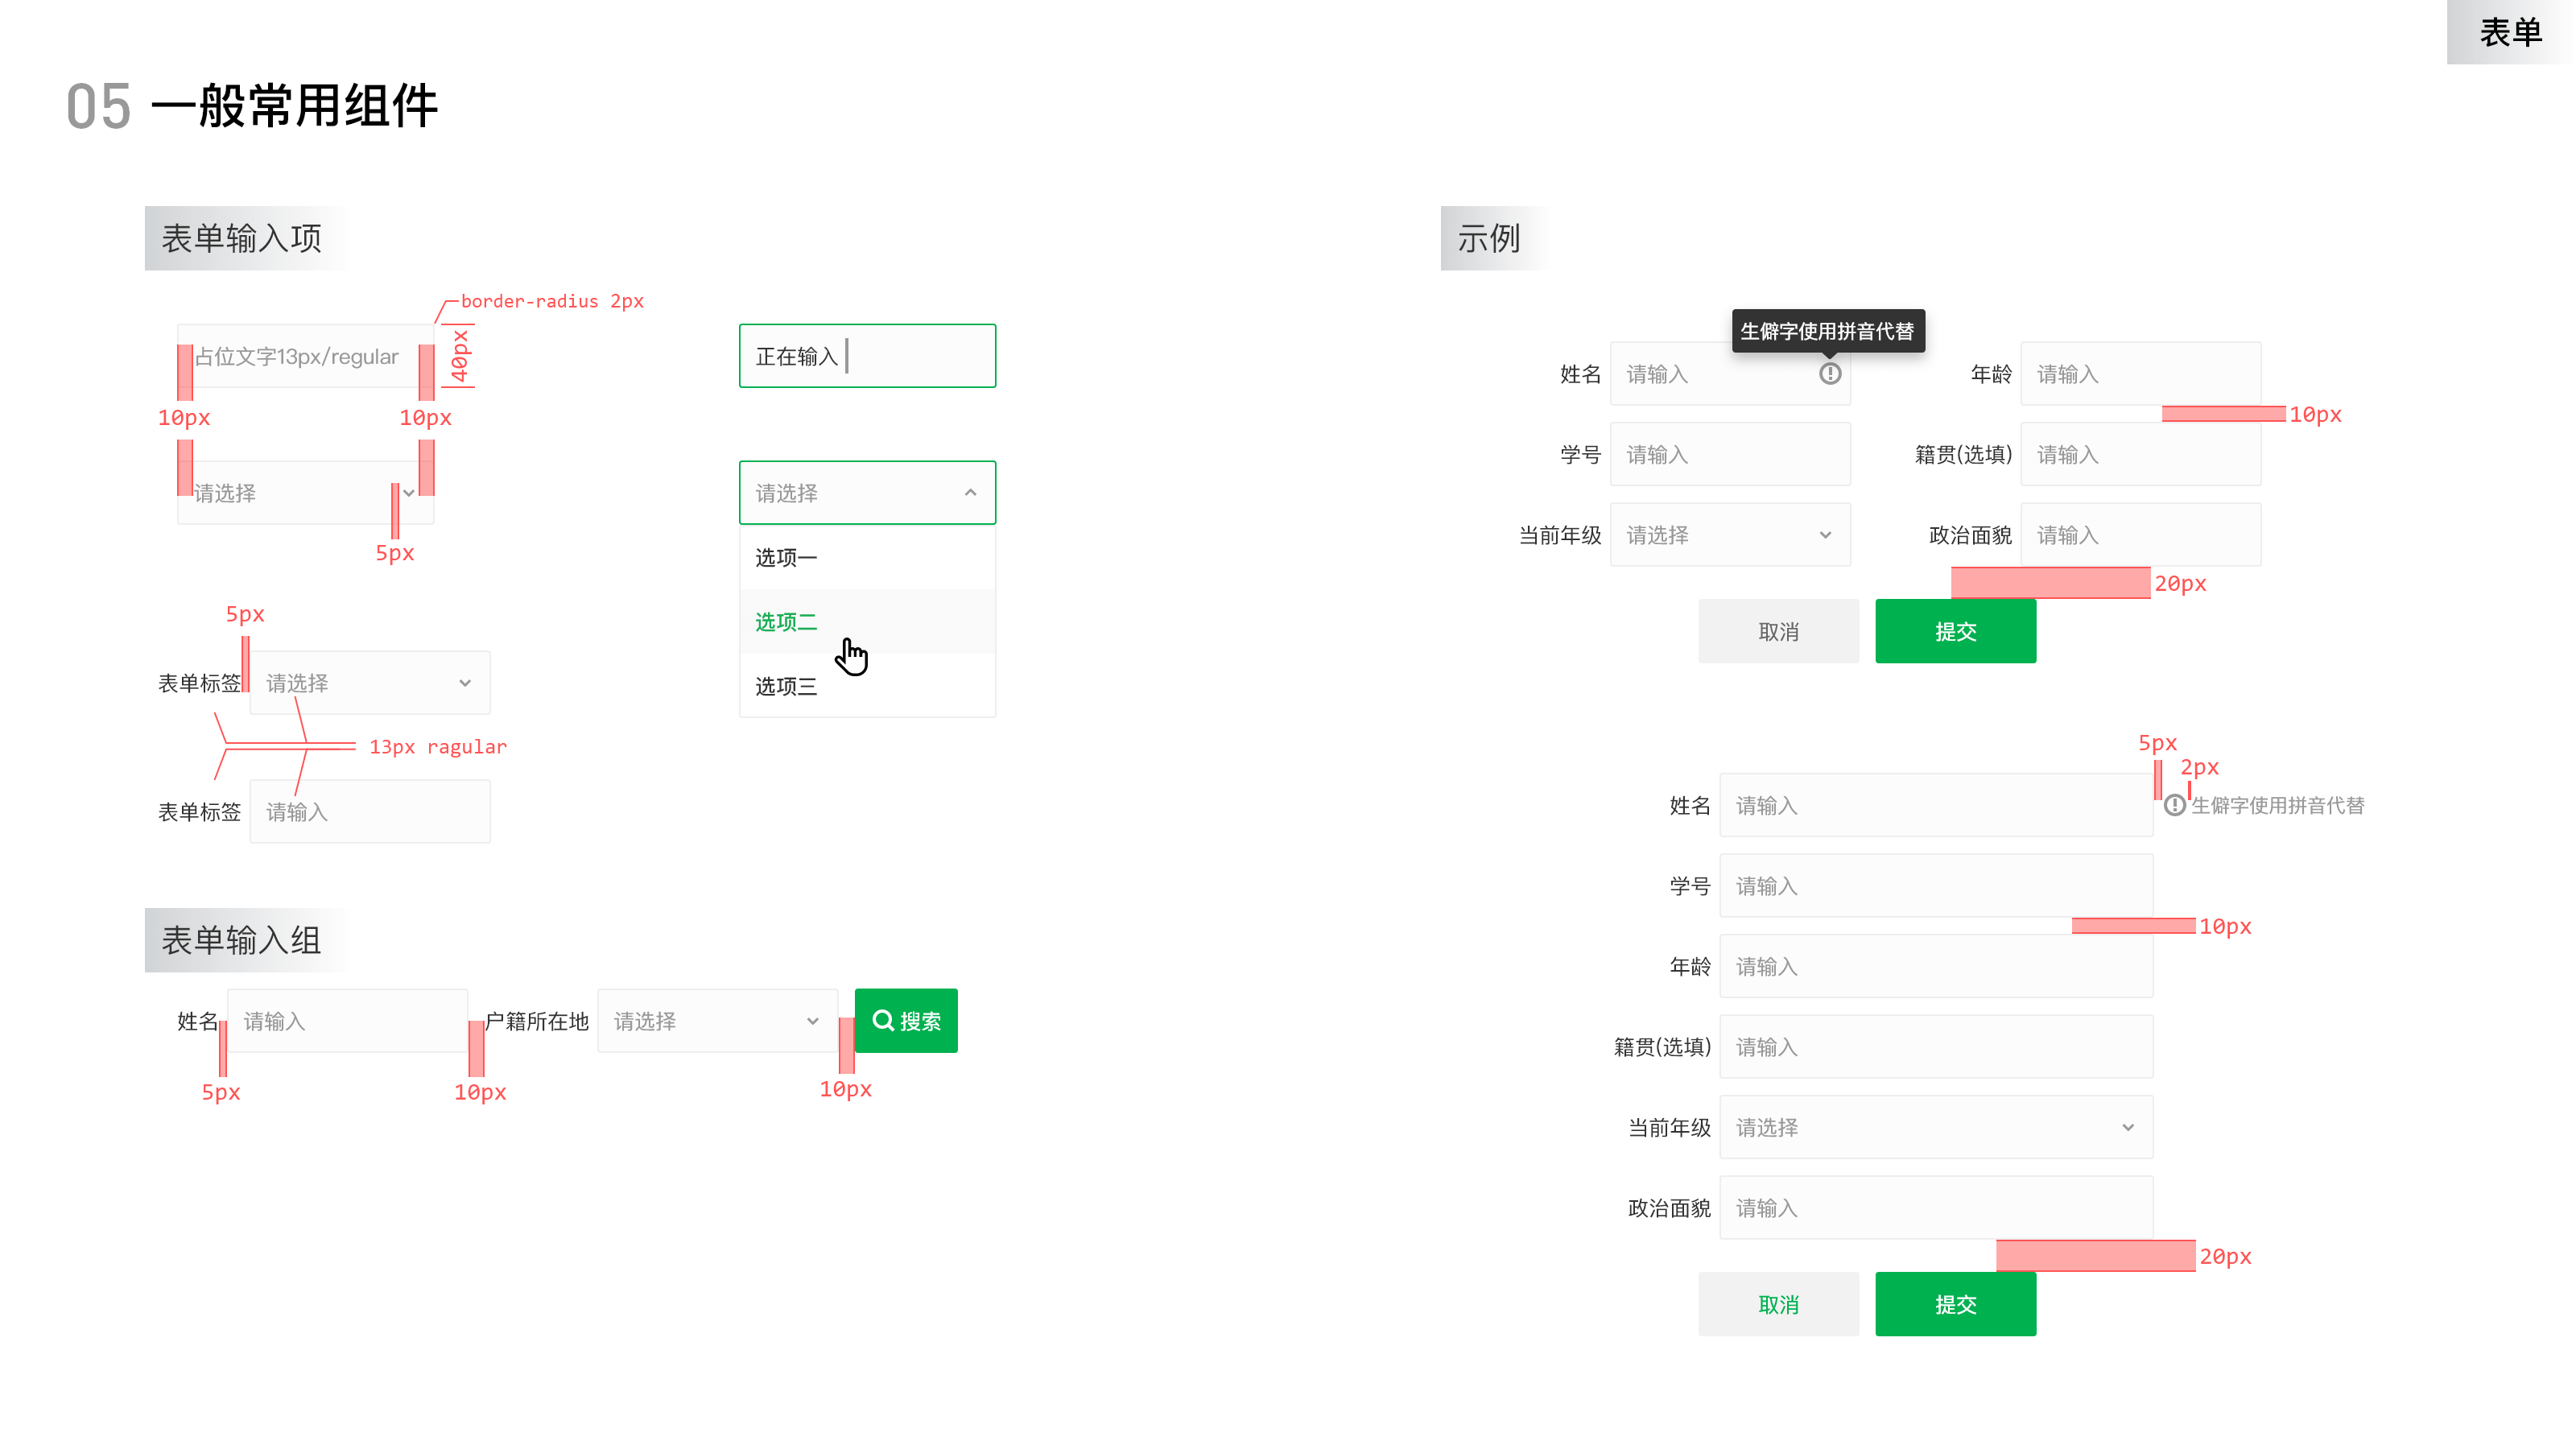 表单
05 一般常用组件
表单输入项
border-radius 2px
占位文字13px/regular
40px
10px
10px
请选择
5px
正在输入
请选择
选项一
选项二
选项三
5px
表单标签
请选择
13px ragular
表单标签
请输入
表单输入组
姓名
请输入
户籍所在地
请选择
搜索
5px
10px
10px
示例
生僻字使用拼音代替
姓名
请输入
年龄
请输入
10px
学号
请输入
籍贯(选填)
请输入
当前年级
请选择
政治面貌
请输入
20px
取消
提交
5px
2px
姓名
请输入
生僻字使用拼音代替
学号
请输入
10px
年龄
请输入
籍贯(选填)
请输入
当前年级
请选择
政治面貌
请输入
20px
取消
提交